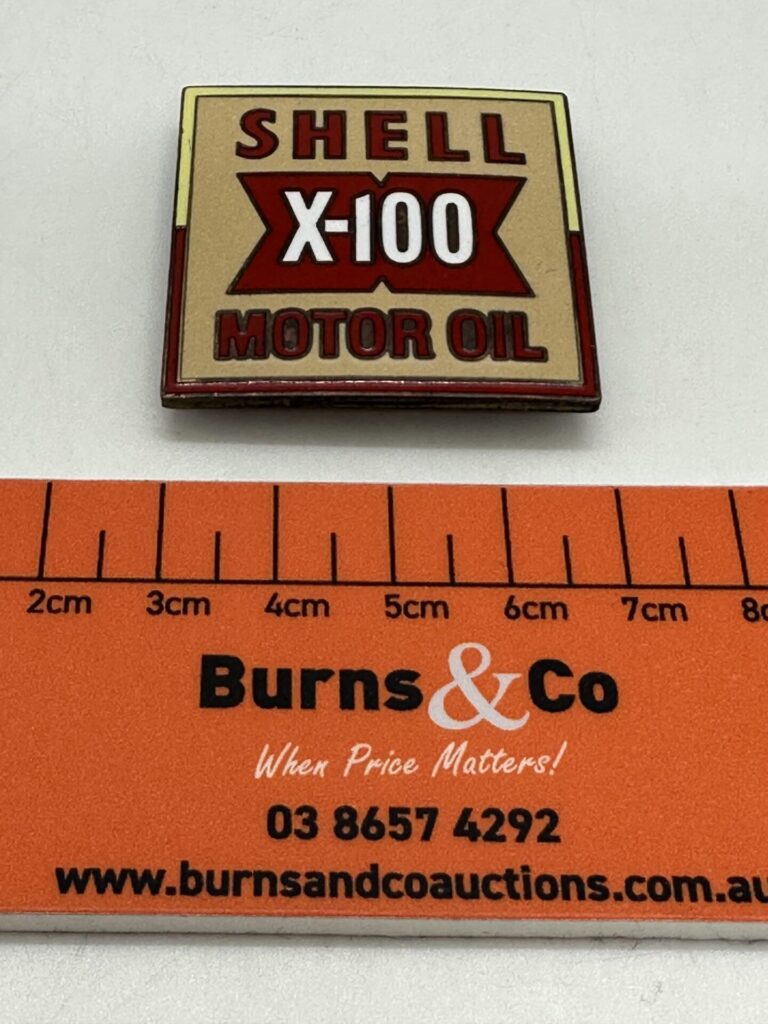 SHELL
X-100
MOTOR OIL
2cm 3cm 4cm 5cm 6cm 7cm 8c
Burns & Co
When Price Matters!
03 8657 4292
www.burnsandcoauctions.com.au